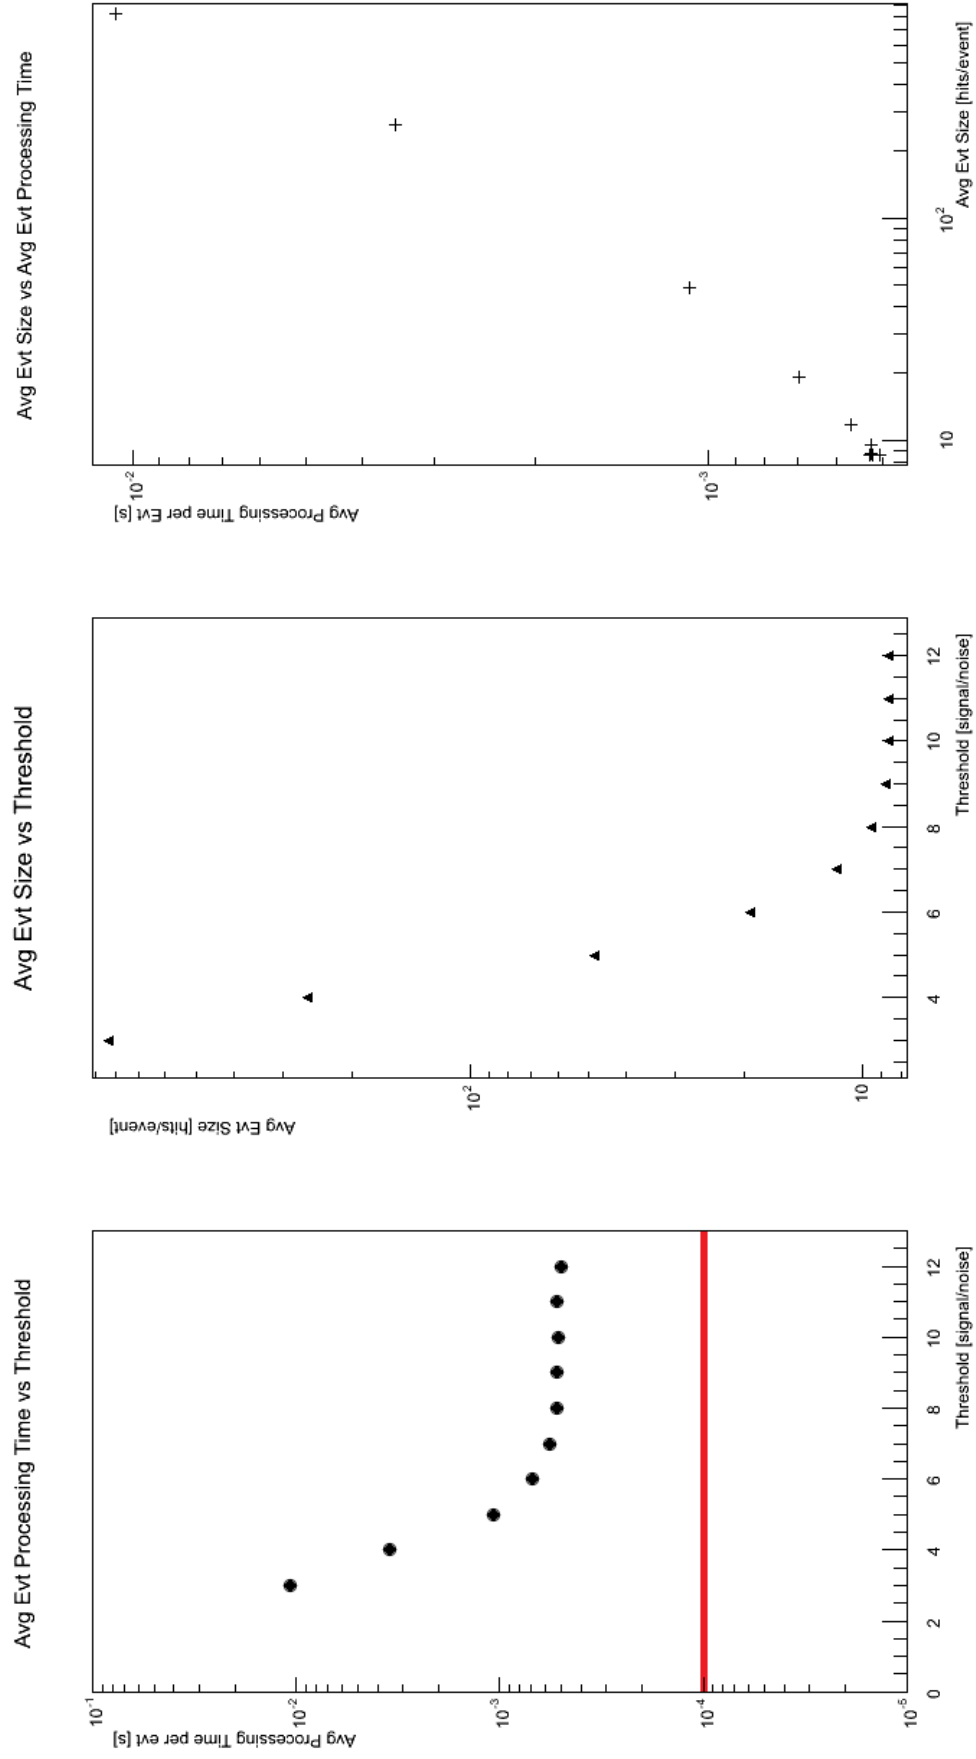 Avg Evt Processing Time vs Threshold
Avg Processing Time per evt [s]
10⁻¹
10⁻²
10⁻³
10⁻⁴
10⁻⁵
0 2 4 6 8 10 12
Threshold [signal/noise]
Avg Evt Size vs Threshold
Avg Evt Size [hits/event]
10²
10
4 6 8 10 12
Threshold [signal/noise]
Avg Evt Size vs Avg Evt Processing Time
Avg Processing Time per Evt [s]
10⁻²
10⁻³
10 10²
Avg Evt Size [hits/event]